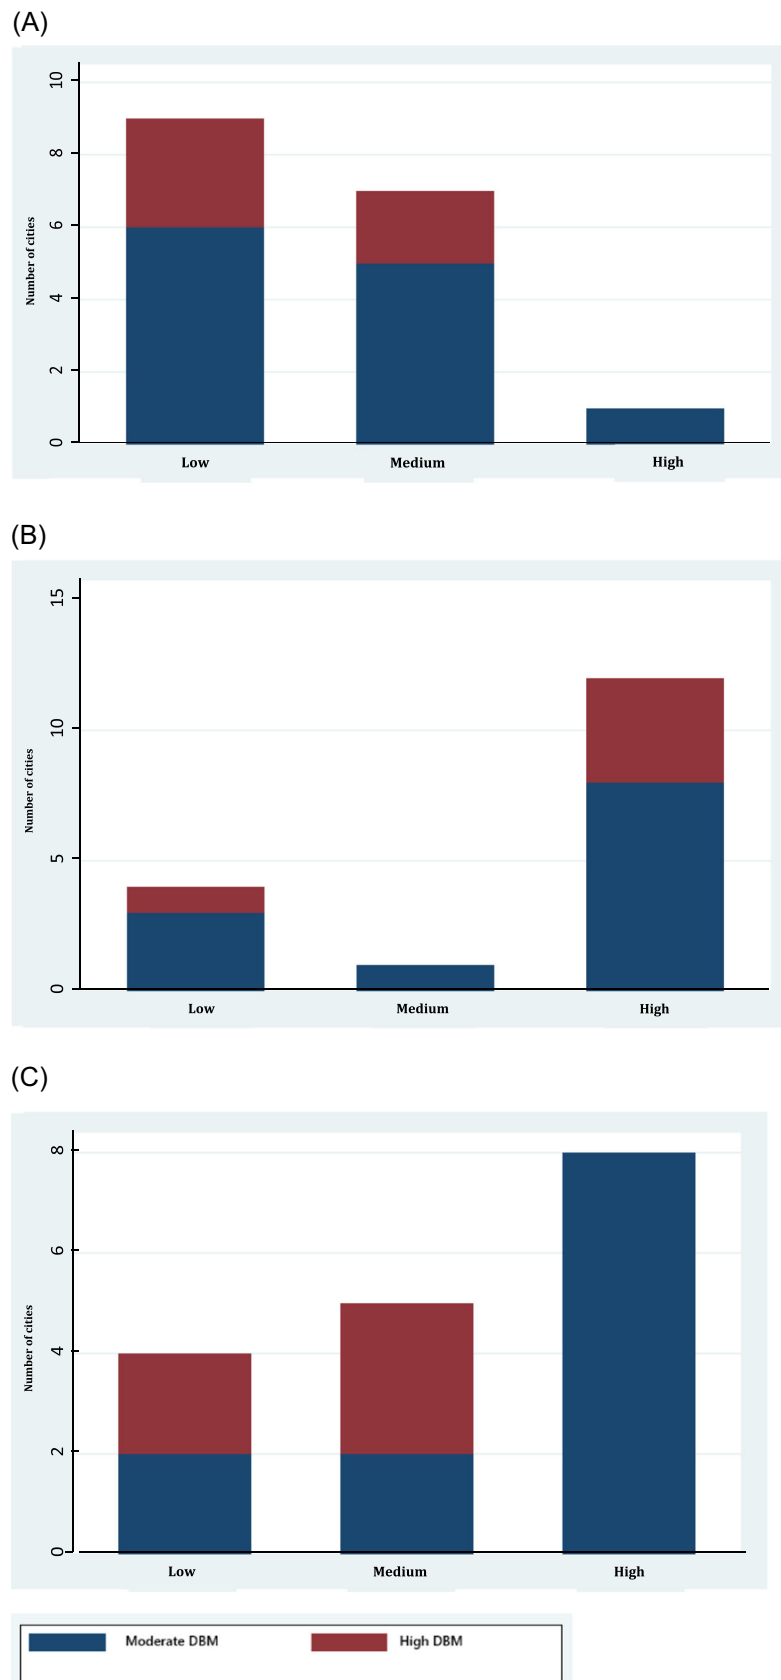 (A)
Number of cities
10
8
6
4
2
0
Low Medium High
(B)
Number of cities
15
10
5
0
Low Medium High
(C)
Number of cities
8
6
4
2
0
Low Medium High
Moderate DBM High DBM